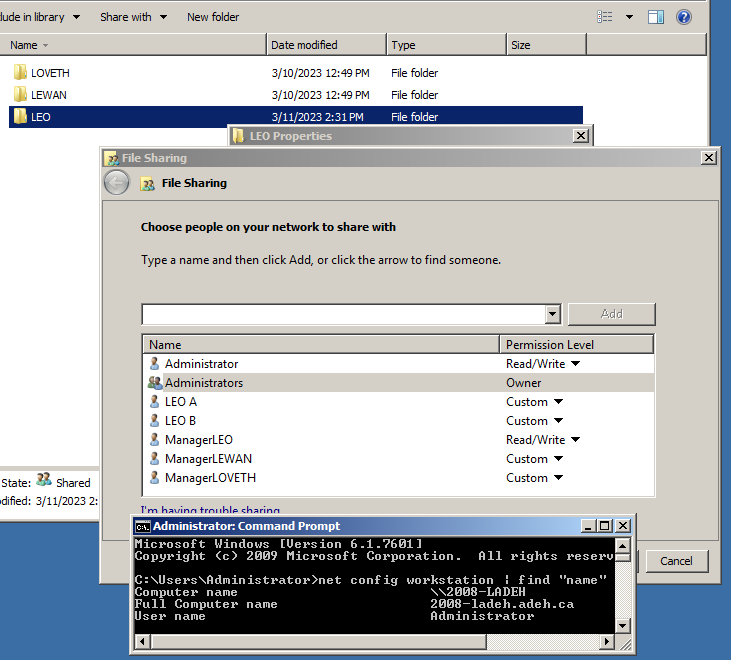 lude in library Share with New folder
Name Date modified Type Size
LOVETH 3/10/2023 12:49 PM File folder
LEWAN 3/10/2023 12:49 PM File folder
LEO 3/11/2023 2:31 PM File folder
LEO Properties
File Sharing
File Sharing
Choose people on your network to share with
Type a name and then click Add, or click the arrow to find someone.
Add
Name Permission Level
Administrator Read/Write
Administrators Owner
LEO A Custom
LEO B Custom
ManagerLEO Read/Write
ManagerLEWAN Custom
ManagerLOVETH Custom
State: Shared
dified: 3/11/2023 2:
I'm having trouble sharing
Administrator: Command Prompt
Microsoft Windows [Version 6.1.7601]
Copyright (c) 2009 Microsoft Corporation. All rights reserv
C:\Users\Administrator>net config workstation | find "name"
Computer name \\2008-LADEH
Full Computer name 2008-ladeh.adeh.ca
User name Administrator
Cancel